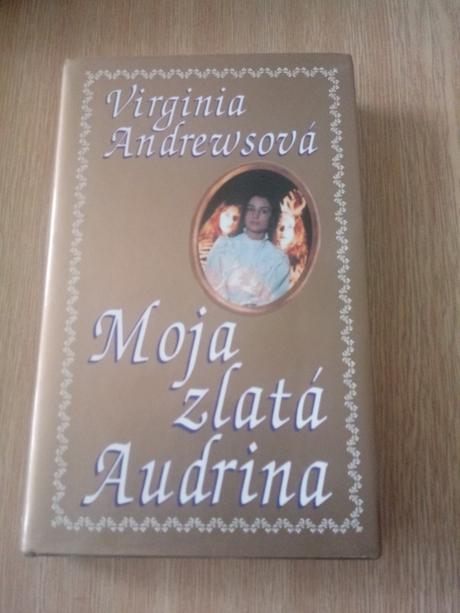 Virginia
Andrewsová
Moja
zlatá
Audrina